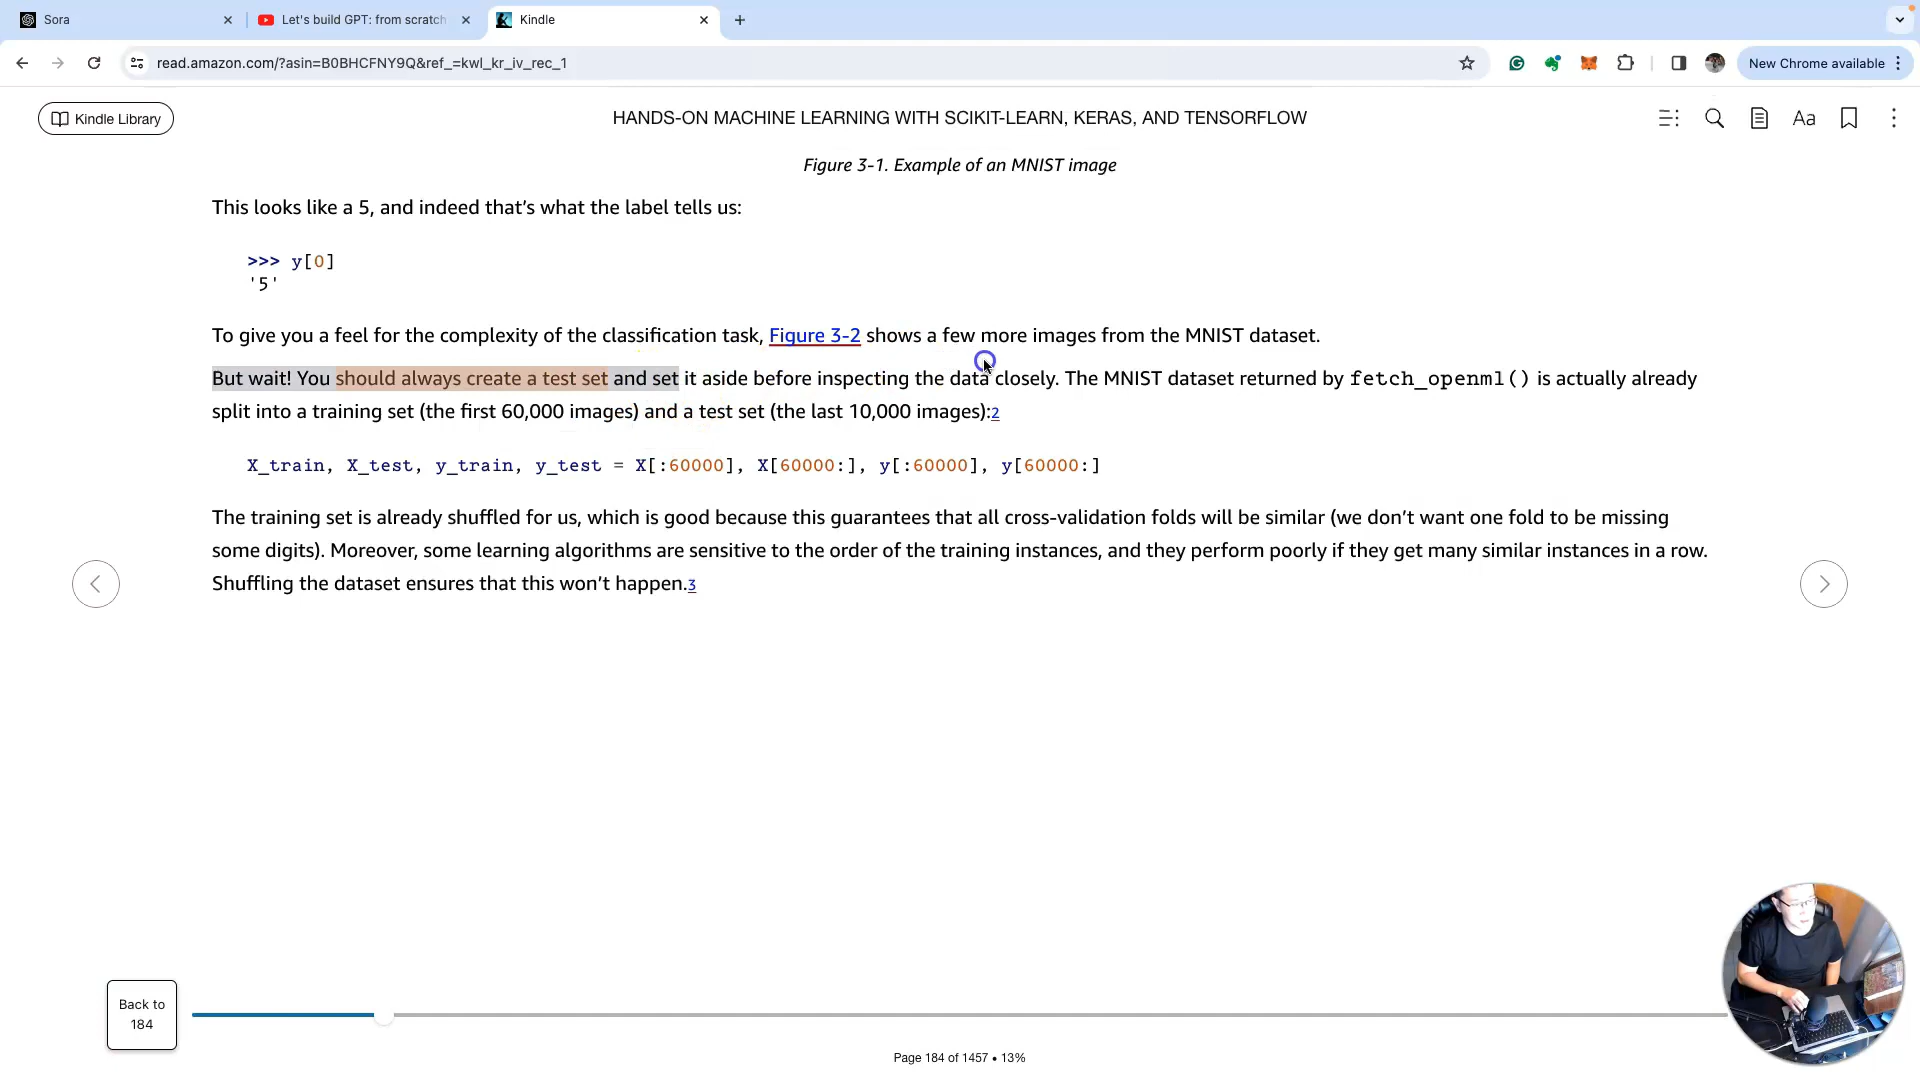 Sora
Let's build GPT: from scratch
Kindle
read.amazon.com/?asin=B0BHCFNY9Q&ref_=kwl_kr_iv_rec_1
New Chrome available
Kindle Library
HANDS-ON MACHINE LEARNING WITH SCIKIT-LEARN, KERAS, AND TENSORFLOW
Aa
Figure 3-1. Example of an MNIST image
This looks like a 5, and indeed that’s what the label tells us:
>>> y[0]
'5'
To give you a feel for the complexity of the classification task, Figure 3-2 shows a few more images from the MNIST dataset.
But wait! You should always create a test set and set it aside before inspecting the data closely. The MNIST dataset returned by fetch_openml() is actually already
split into a training set (the first 60,000 images) and a test set (the last 10,000 images):2
X_train, X_test, y_train, y_test = X[:60000], X[60000:], y[:60000], y[60000:]
The training set is already shuffled for us, which is good because this guarantees that all cross-validation folds will be similar (we don’t want one fold to be missing
some digits). Moreover, some learning algorithms are sensitive to the order of the training instances, and they perform poorly if they get many similar instances in a row.
Shuffling the dataset ensures that this won’t happen.3
Back to
184
Page 184 of 1457 • 13%